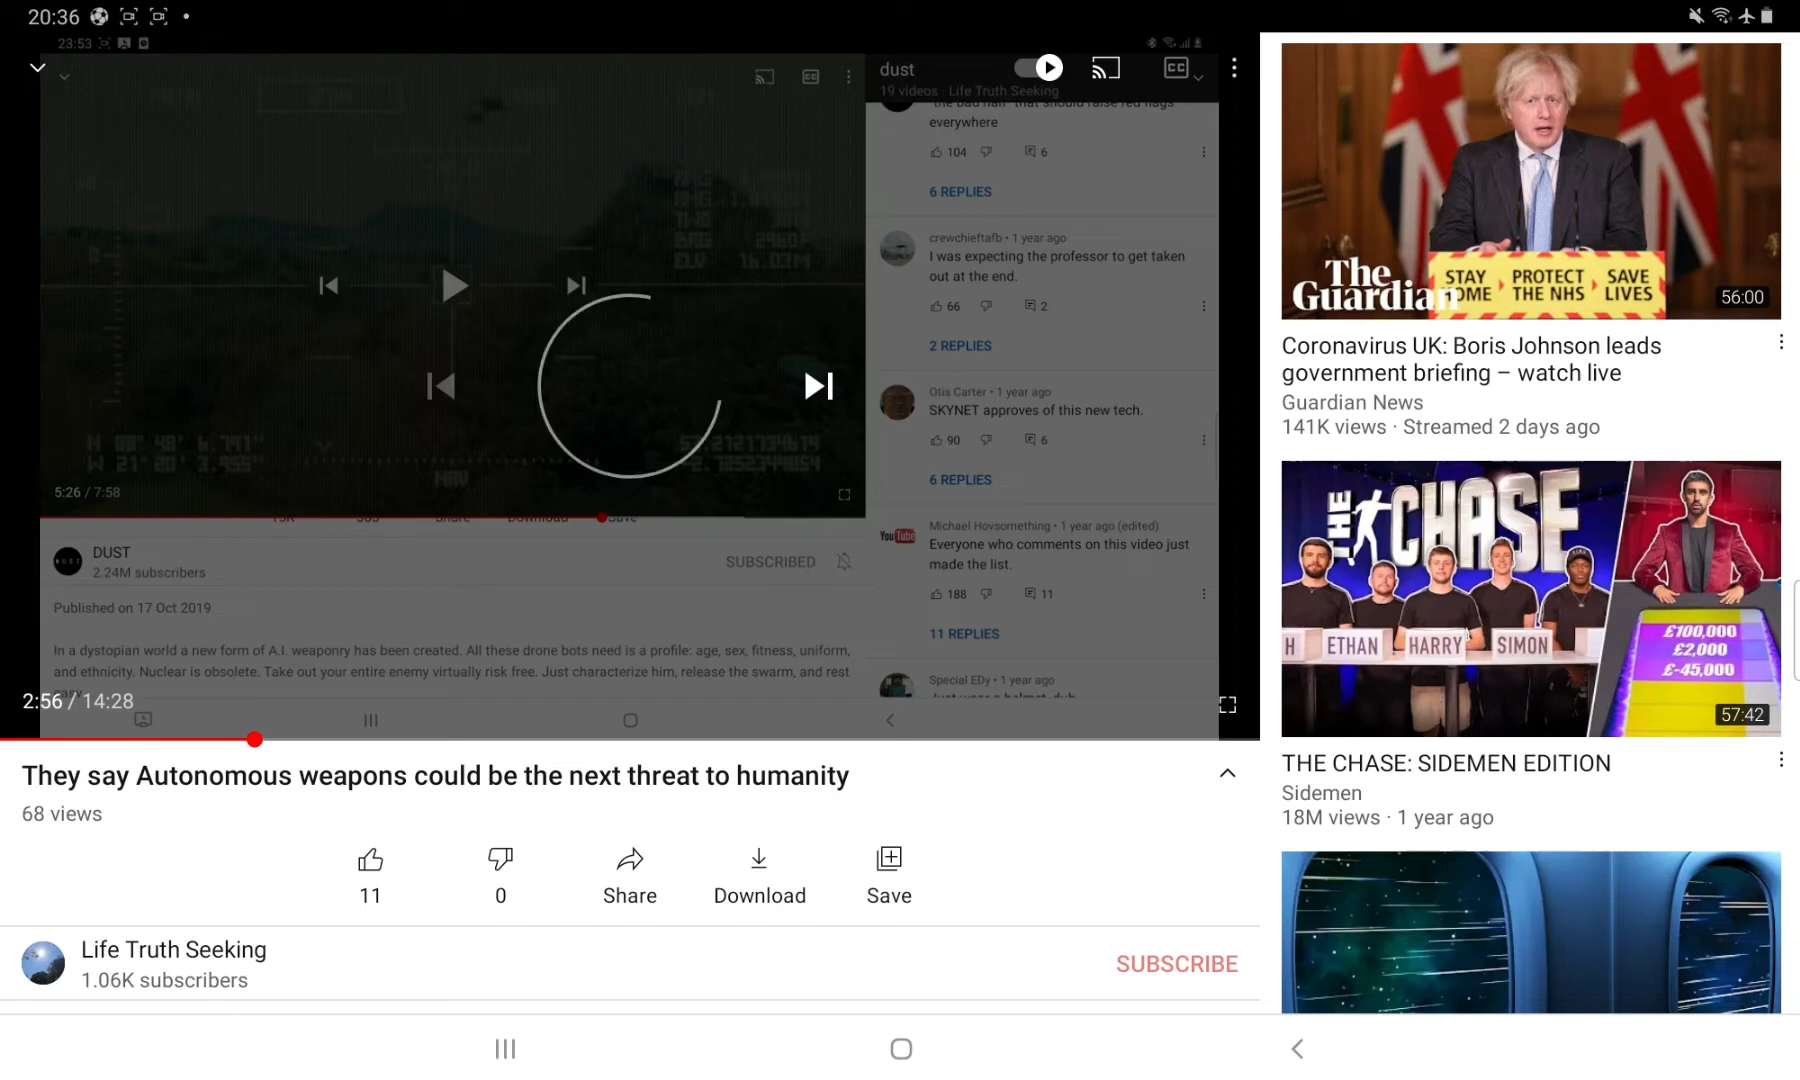 20:36
23:53
dust
19 videos · Life Truth Seeking
everywhere
104
6
6 REPLIES
crewchieftafb • 1 year ago
I was expecting the professor to get taken
out at the end.
66
2
2 REPLIES
Otis Carter • 1 year ago
SKYNET approves of this new tech.
90
6
6 REPLIES
Michael Hovsomething • 1 year ago (edited)
YouTube
Everyone who comments on this video just
made the list.
188
11
11 REPLIES
Special EDy • 1 year ago
5:26 / 7:58
Share
Download
Save
DUST
2.24M subscribers
SUBSCRIBED
Published on 17 Oct 2019
In a dystopian world a new form of A.I. weaponry has been created. All these drone bots need is a profile: age, sex, fitness, uniform,
and ethnicity. Nuclear is obsolete. Take out your entire enemy virtually risk free. Just characterize him, release the swarm, and rest
2:56 / 14:28
They say Autonomous weapons could be the next threat to humanity
68 views
11
0
Share
Download
Save
Life Truth Seeking
1.06K subscribers
SUBSCRIBE
The
Guardian
STAY
PROTECT
THE NHS
SAVE
LIVES
56:00
Coronavirus UK: Boris Johnson leads
government briefing – watch live
Guardian News
141K views · Streamed 2 days ago
THE CHASE
H
ETHAN
HARRY
SIMON
£100,000
£2,000
£-45,000
57:42
THE CHASE: SIDEMEN EDITION
Sidemen
18M views · 1 year ago